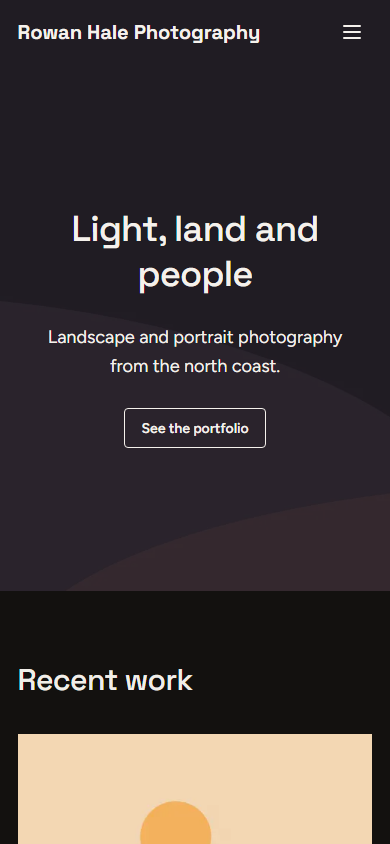 Rowan Hale Photography
Light, land and
people
Landscape and portrait photography
from the north coast.
See the portfolio
Recent work